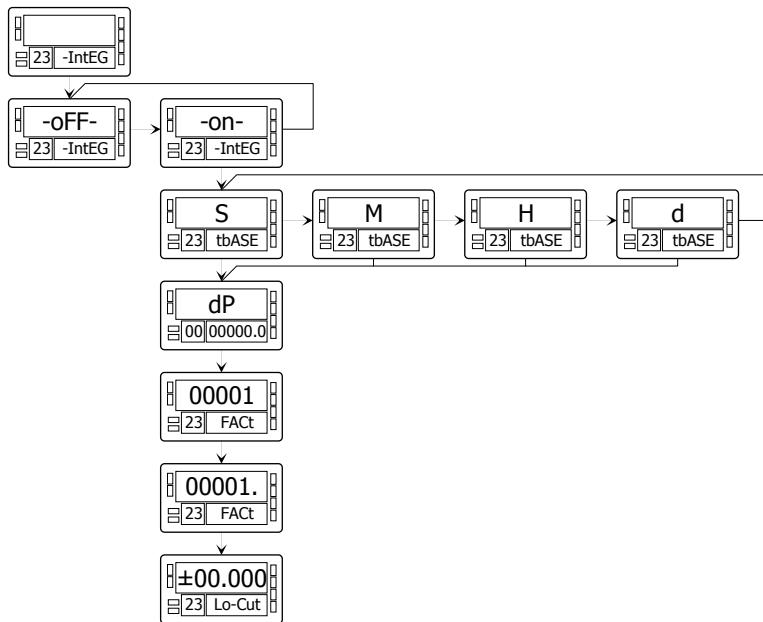 23 -IntEG
-oFF-
23 -IntEG
-on-
23 -IntEG
S
23 tbASE
M
23 tbASE
H
23 tbASE
d
23 tbASE
dP
00 00000.0
00001
23 FACt
00001.
23 FACt
±00.000
23 Lo-Cut